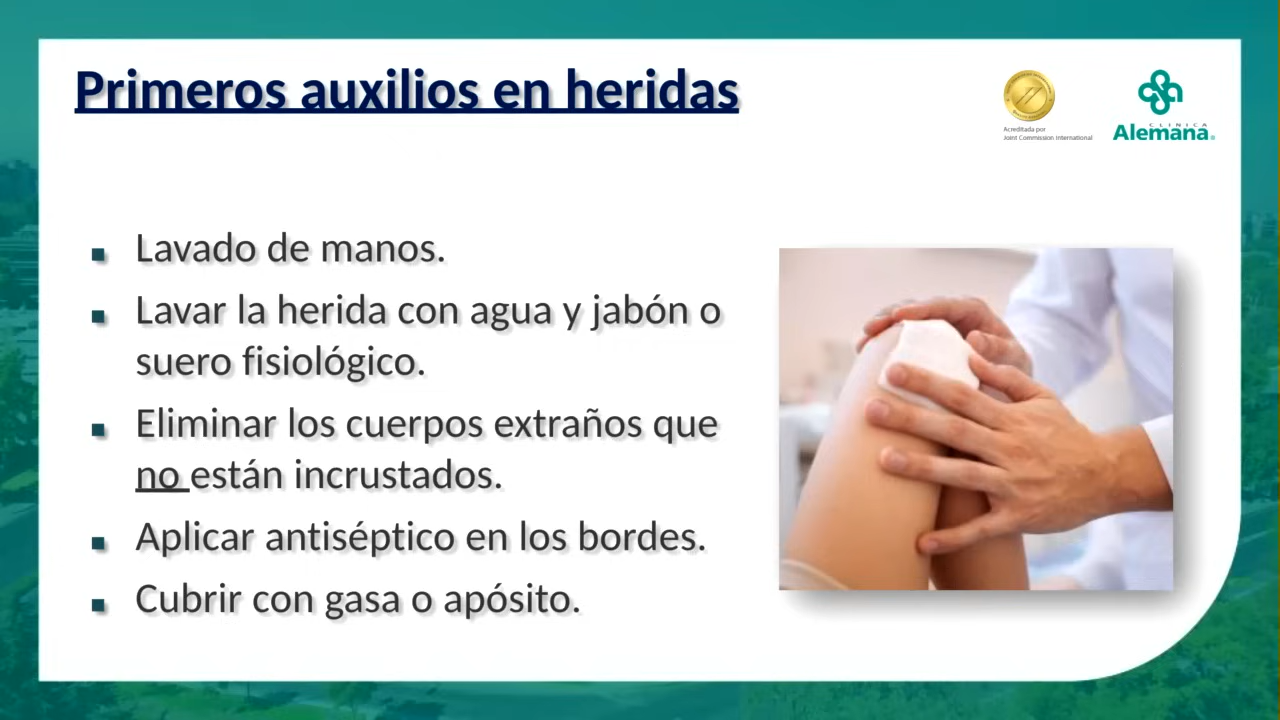 Primeros auxilios en heridas
Acreditada por
Joint Commission International
CLINICA
Alemana
Lavado de manos.
Lavar la herida con agua y jabón o
suero fisiológico.
Eliminar los cuerpos extraños que
no están incrustados.
Aplicar antiséptico en los bordes.
Cubrir con gasa o apósito.